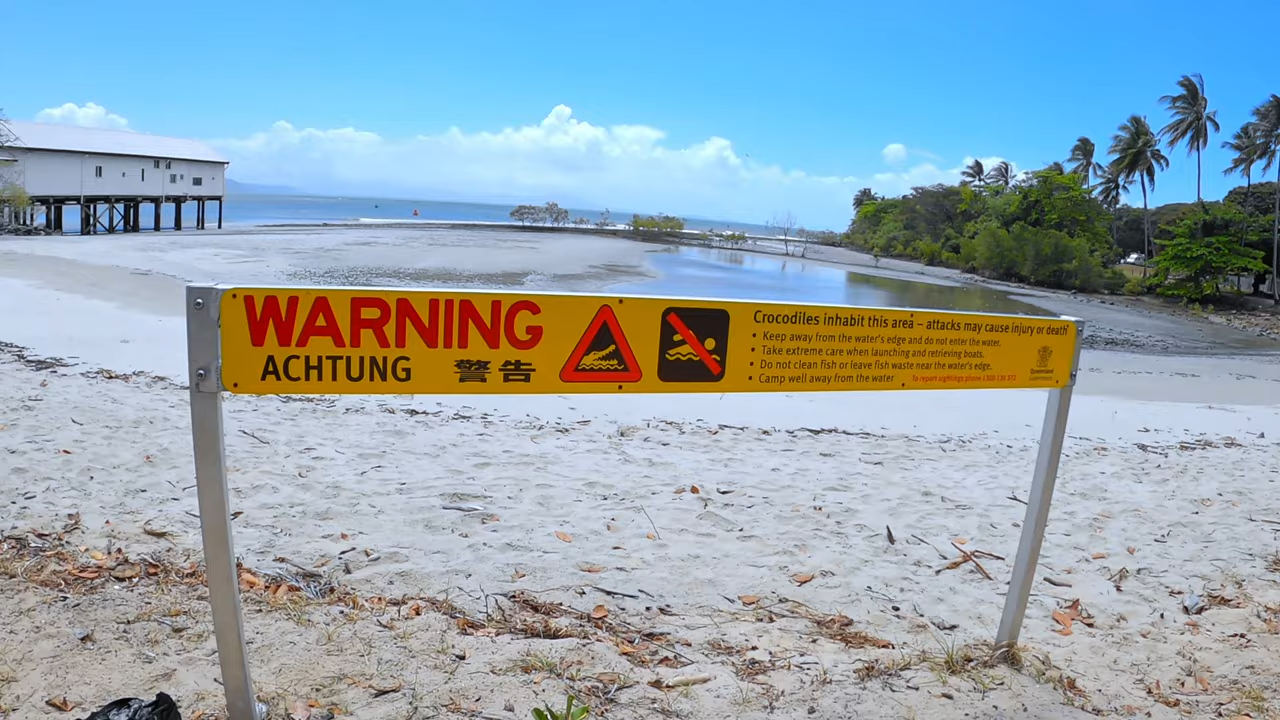 WARNING
ACHTUNG 警告
Crocodiles inhabit this area – attacks may cause injury or death
• Keep away from the water's edge and do not enter the water.
• Take extreme care when launching and retrieving boats.
• Do not clean fish or leave fish waste near the water's edge.
• Camp well away from the water
To report sightings phone 1300 130 372
Queensland
Government